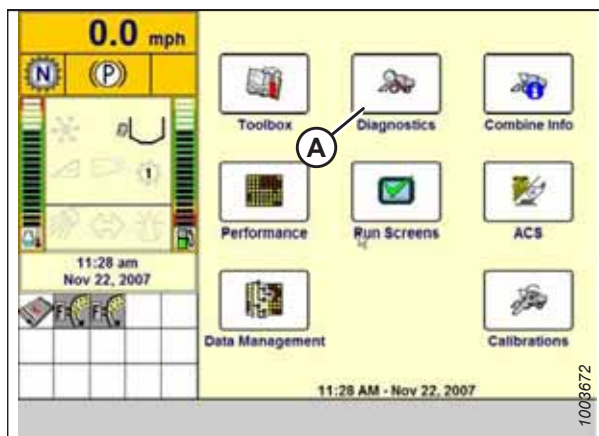 0.0 mph
N (P)
1
11:28 am
Nov 22, 2007
F= F=
Toolbox
Diagnostics
Combine Info
A
Performance
Run Screens
ACS
Data Management
Calibrations
11:28 AM - Nov 22, 2007
1003672